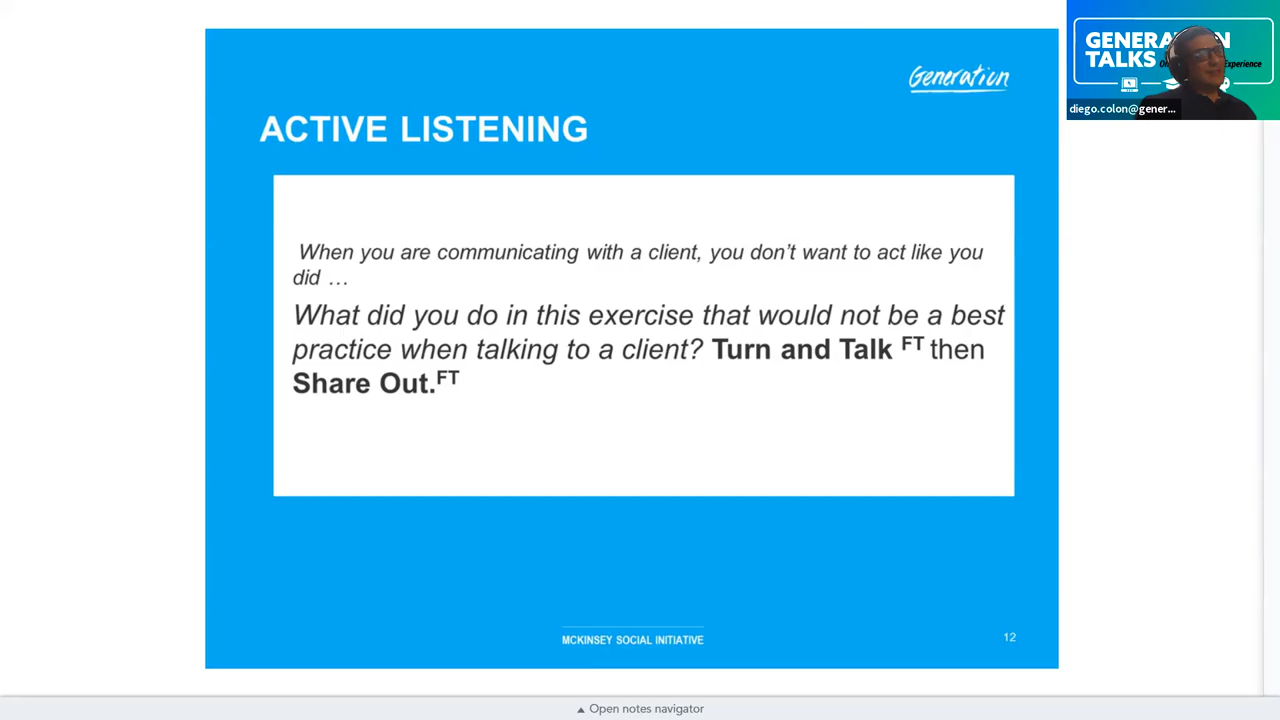 Generation
ACTIVE LISTENING
When you are communicating with a client, you don’t want to act like you
did …
What did you do in this exercise that would not be a best
practice when talking to a client? Turn and Talk FT then
Share Out.FT
MCKINSEY SOCIAL INITIATIVE
12
TALKS
diego.colon@gener...
Open notes navigator